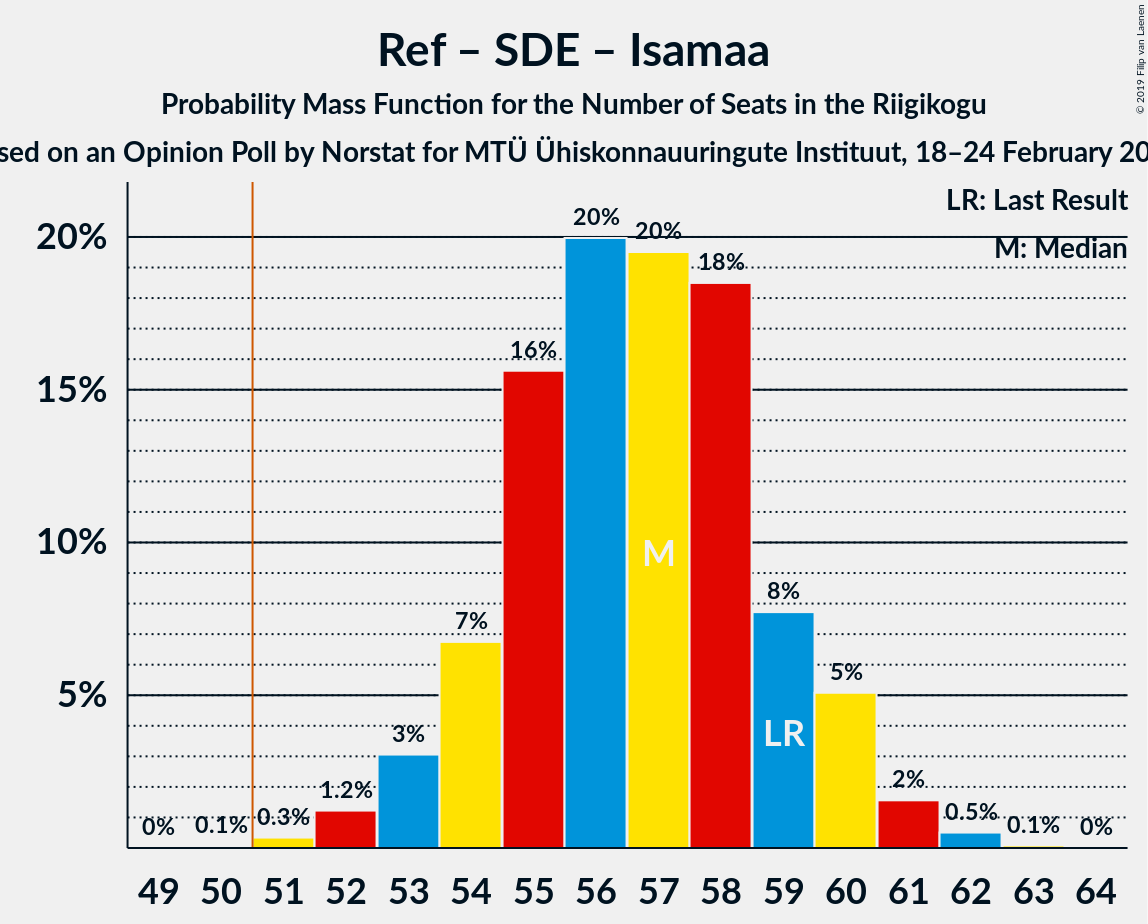 Ref – SDE – Isamaa
Probability Mass Function for the Number of Seats in the Riigikogu
on an Opinion Poll by Norstat for MTÜ Ühiskonnauuringute Instituut, 18–24 February
© 2019 Filip van Laenen
LR: Last Result
M: Median
20%
15%
10%
5%
0%
0.1%
0.3%
1.2%
3%
7%
16%
20%
20%
18%
8%
5%
2%
0.5%
0.1%
0%
M
LR
49 50 51 52 53 54 55 56 57 58 59 60 61 62 63 64